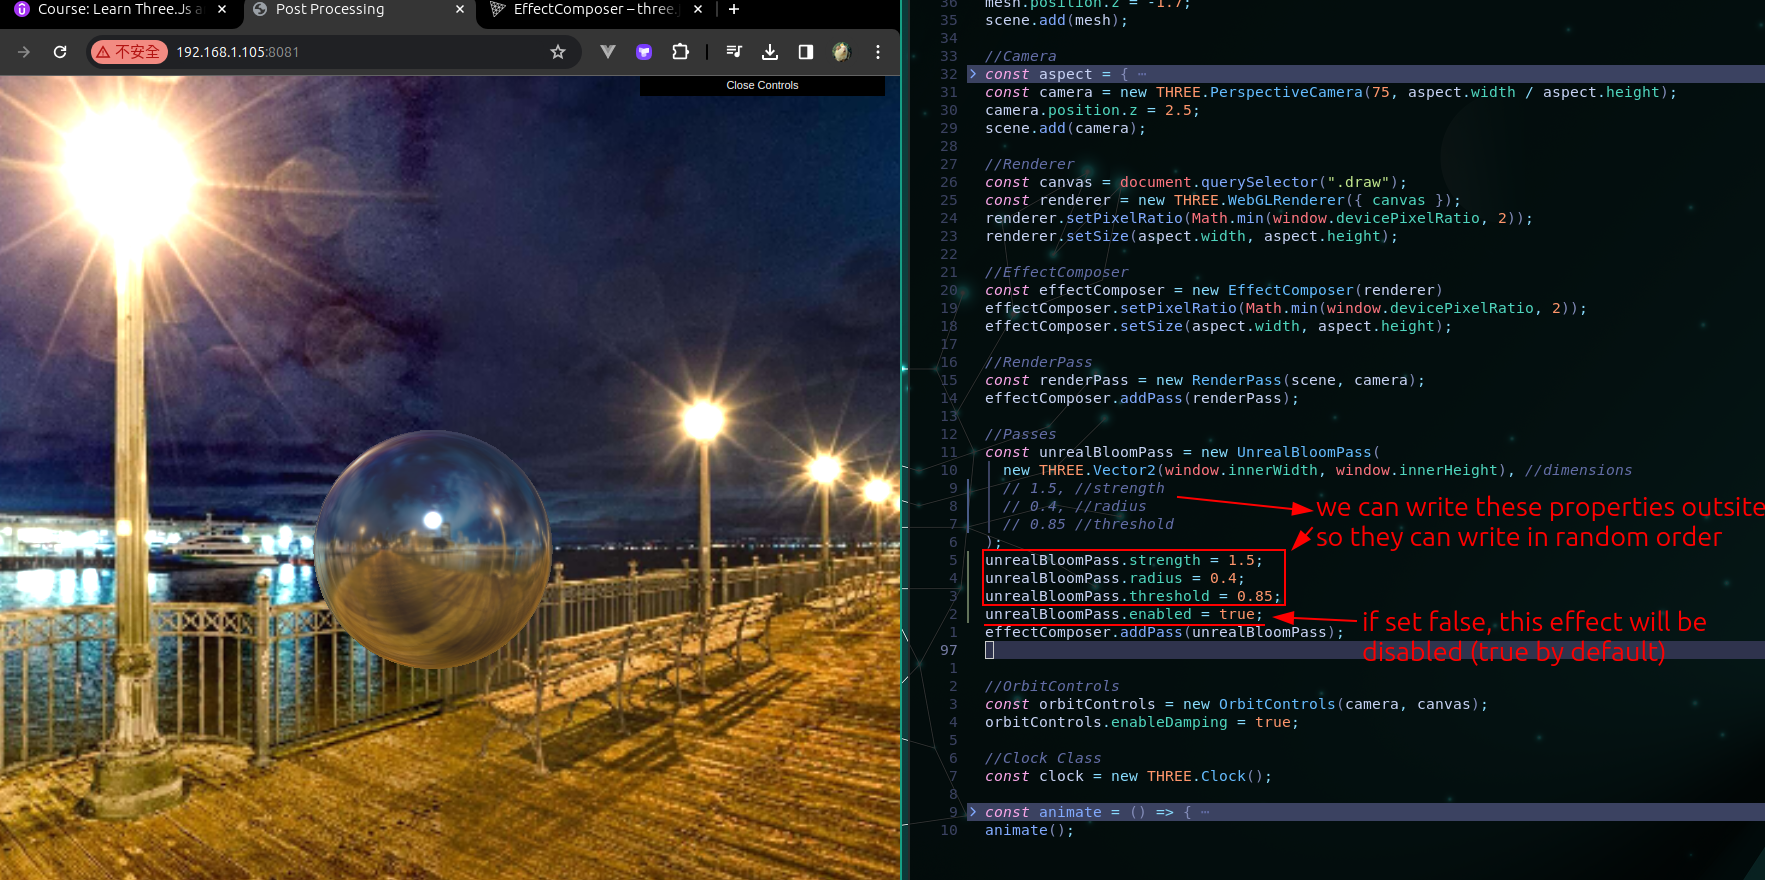 Course: Learn Three.Js a
Post Processing
EffectComposer – three.
不安全
192.168.1.105:8081
Close Controls
36 mesh.position.z = -1.7;
35 scene.add(mesh);
34
33 //Camera
32 const aspect = { ⋯
31 const camera = new THREE.PerspectiveCamera(75, aspect.width / aspect.height);
30 camera.position.z = 2.5;
29 scene.add(camera);
28
27 //Renderer
26 const canvas = document.querySelector(".draw");
25 const renderer = new THREE.WebGLRenderer({ canvas });
24 renderer.setPixelRatio(Math.min(window.devicePixelRatio, 2));
23 renderer.setSize(aspect.width, aspect.height);
22
21 //EffectComposer
20 const effectComposer = new EffectComposer(renderer)
19 effectComposer.setPixelRatio(Math.min(window.devicePixelRatio, 2));
18 effectComposer.setSize(aspect.width, aspect.height);
17
16 //RenderPass
15 const renderPass = new RenderPass(scene, camera);
14 effectComposer.addPass(renderPass);
13
12 //Passes
11 const unrealBloomPass = new UnrealBloomPass(
10 new THREE.Vector2(window.innerWidth, window.innerHeight), //dimensions
9 // 1.5, //strength
8 // 0.4, //radius
7 // 0.85 //threshold
6 );
5 unrealBloomPass.strength = 1.5;
4 unrealBloomPass.radius = 0.4;
3 unrealBloomPass.threshold = 0.85;
2 unrealBloomPass.enabled = true;
1 effectComposer.addPass(unrealBloomPass);
97
1
2 //OrbitControls
3 const orbitControls = new OrbitControls(camera, canvas);
4 orbitControls.enableDamping = true;
5
6 //Clock Class
7 const clock = new THREE.Clock();
8
9 const animate = () => { ⋯
10 animate();
we can write these properties outsite
so they can write in random order
if set false, this effect will be
disabled (true by default)